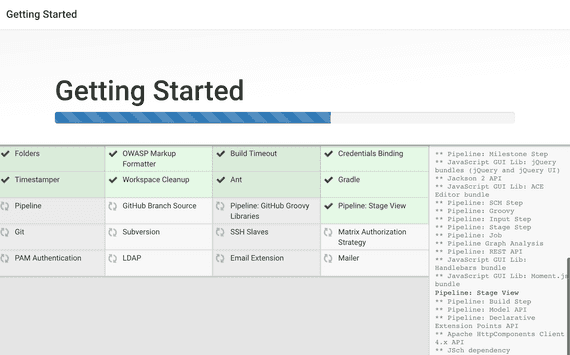 Getting Started
Getting Started
Folders
OWASP Markup
Formatter
Build Timeout
Credentials Binding
Timestamper
Workspace Cleanup
Ant
Gradle
Pipeline
GitHub Branch Source
Pipeline: GitHub Groovy
Libraries
Pipeline: Stage View
Git
Subversion
SSH Slaves
Matrix Authorization
Strategy
PAM Authentication
LDAP
Email Extension
Mailer
** Pipeline: Milestone Step
** JavaScript GUI Lib: jQuery
bundles (jQuery and jQuery UI)
** Jackson 2 API
** JavaScript GUI Lib: ACE
Editor bundle
** Pipeline: SCM Step
** Pipeline: Groovy
** Pipeline: Input Step
** Pipeline: Stage Step
** Pipeline: Job
** Pipeline Graph Analysis
** Pipeline: REST API
** JavaScript GUI Lib:
Handlebars bundle
** JavaScript GUI Lib: Moment.js
bundle
Pipeline: Stage View
** Pipeline: Build Step
** Pipeline: Model API
** Pipeline: Declarative
Extension Points API
** Apache HttpComponents Client
4.x API
** JSch dependency